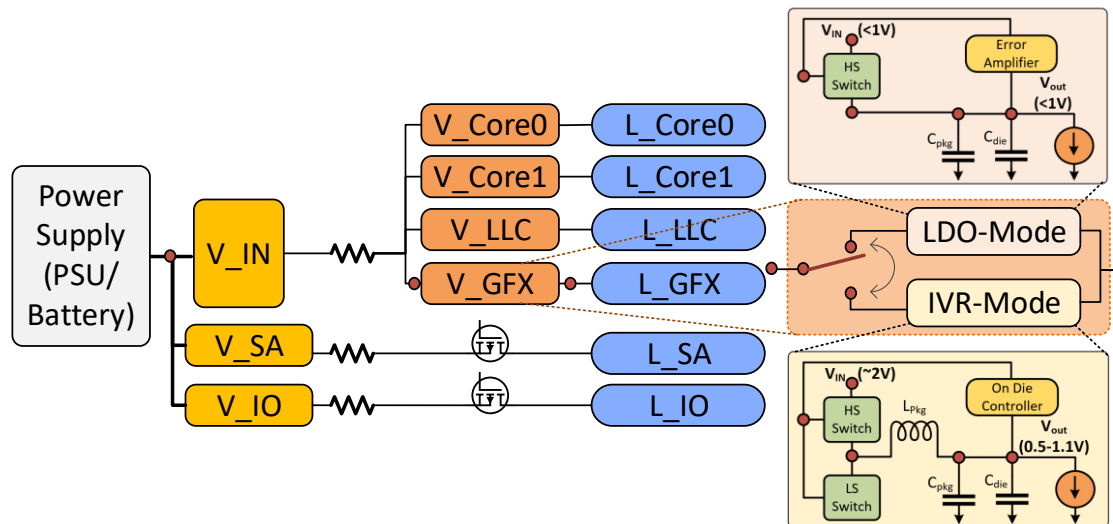 Power
Supply
(PSU/
Battery)
V_IN
V_SA
V_IO
V_Core0
L_Core0
V_Core1
L_Core1
V_LLC
L_LLC
V_GFX
L_GFX
L_SA
L_IO
V_IN (<1V)
HS
Switch
Error
Amplifier
V_out
(<1V)
C_pkg
C_die
LDO-Mode
IVR-Mode
V_IN (~2V)
HS
Switch
L_Pkg
On Die
Controller
V_out
(0.5-1.1V)
LS
Switch
C_pkg
C_die